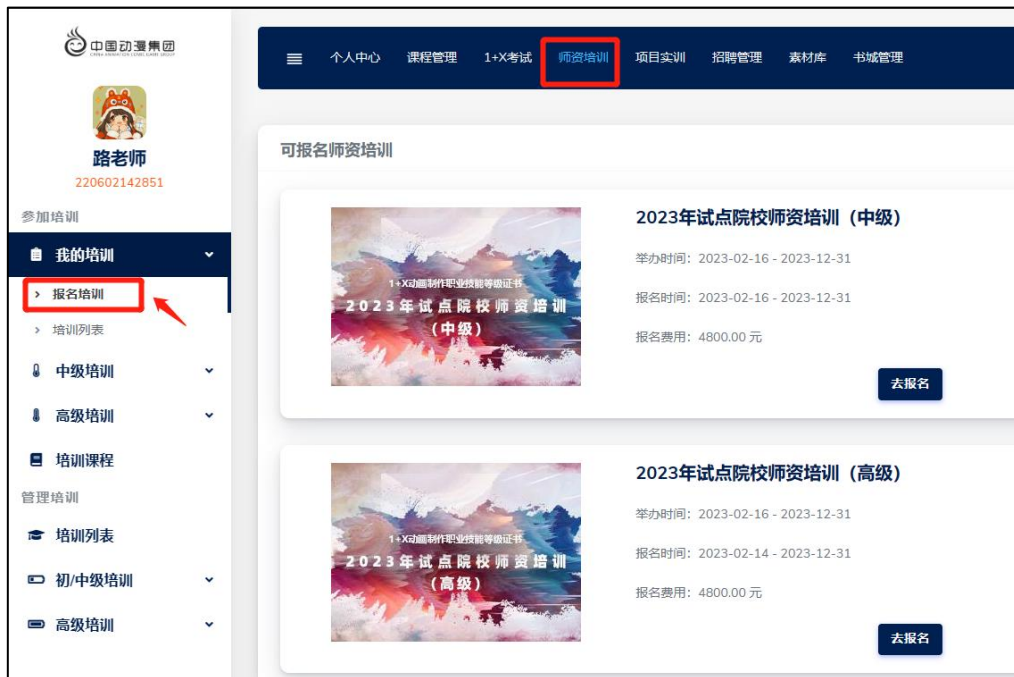 中国动漫集团
路老师
220602142851
参加培训
我的培训
报名培训
培训列表
中级培训
高级培训
培训课程
管理培训
培训列表
初/中级培训
高级培训
个人中心 课程管理 1+X考试 师资培训 项目实训 招聘管理 素材库 书城管理
可报名师资培训
1+X动画制作职业技能等级证书
2023年试点院校师资培训
(中级)
2023年试点院校师资培训（中级）
举办时间：2023-02-16 - 2023-12-31
报名时间：2023-02-16 - 2023-12-31
报名费用：4800.00 元
去报名
1+X动画制作职业技能等级证书
2023年试点院校师资培训
(高级)
2023年试点院校师资培训（高级）
举办时间：2023-02-16 - 2023-12-31
报名时间：2023-02-14 - 2023-12-31
报名费用：4800.00 元
去报名